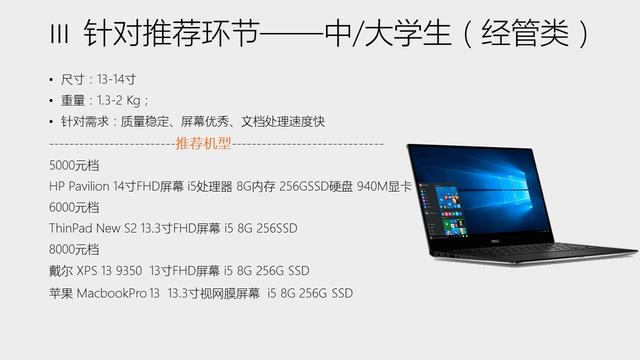 III 针对推荐环节——中/大学生（经管类）
• 尺寸：13-14寸
• 重量：1.3-2 Kg；
• 针对需求：质量稳定、屏幕优秀、文档处理速度快
-------------------------推荐机型------------------------------
5000元档
HP Pavilion 14寸FHD屏幕 i5处理器 8G内存 256GSSD硬盘 940M显卡
6000元档
ThinPad New S2 13.3寸FHD屏幕 i5 8G 256SSD
8000元档
戴尔 XPS 13 9350 13寸FHD屏幕 i5 8G 256G SSD
苹果 MacbookPro 13 13.3寸视网膜屏幕 i5 8G 256G SSD
DELL